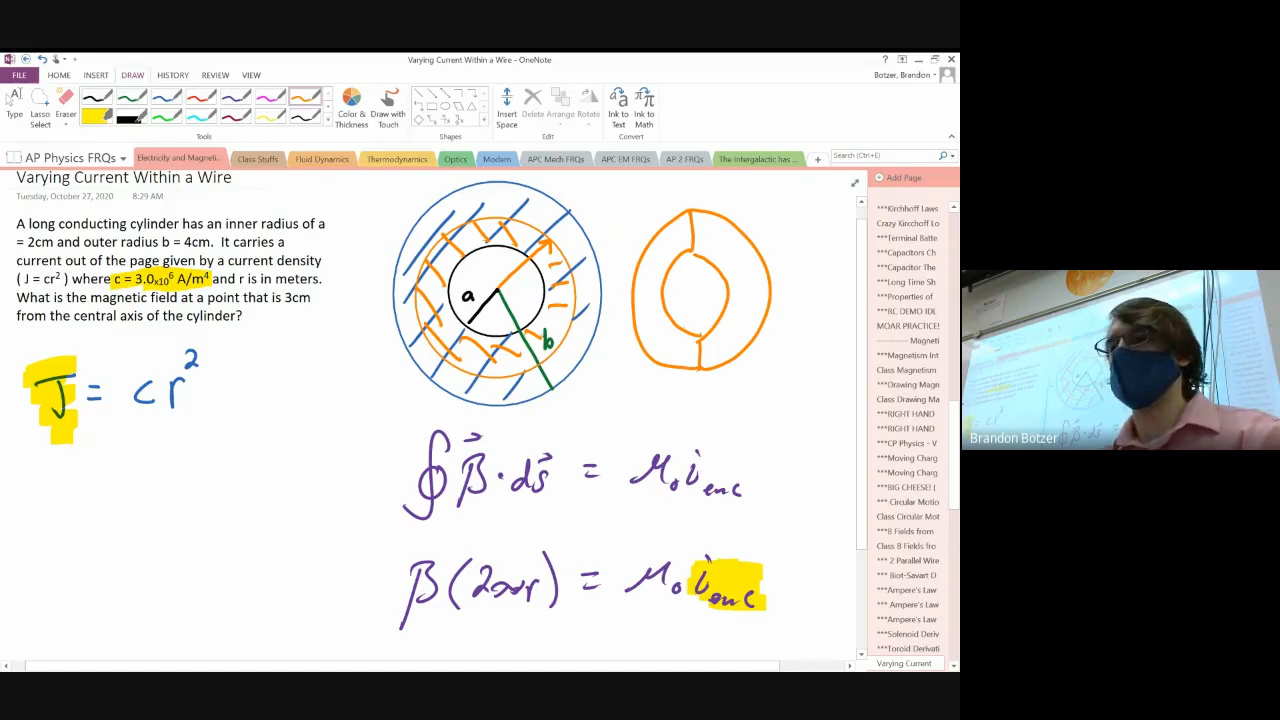 Varying Current Within a Wire - OneNote
Botzer, Brandon
FILE HOME INSERT DRAW HISTORY REVIEW VIEW
Type Lasso Select Eraser Color & Thickness Draw with Touch Insert Space Delete Arrange Rotate Ink to Text Ink to Math
Tools Shapes Edit Convert
AP Physics FRQs Electricity and Magneti... Class Stuffs Fluid Dynamics Thermodynamics Optics Modern APC Mech FRQs APC EM FRQs AP 2 FRQs The Intergalactic has ... Search (Ctrl+E)
Varying Current Within a Wire
Tuesday, October 27, 2020 8:29 AM
A long conducting cylinder has an inner radius of a
= 2cm and outer radius b = 4cm. It carries a
current out of the page given by a current density
( J = cr² ) where c = 3.0x10⁶ A/m⁴ and r is in meters.
What is the magnetic field at a point that is 3cm
from the central axis of the cylinder?
J = cr²
a
b
∮B⃗·ds⃗ = μ₀i_enc
B(2πr) = μ₀i_enc
Add Page
***Kirchhoff Laws
Crazy Kircchoff Lo
***Terminal Batte
***Capacitors Ch
***Capacitor The
***Long Time Sh
***Properties of
***RC DEMO IDL
MOAR PRACTICE!
---------- Magneti
***Magnetism Int
Class Magnetism
***Drawing Magn
Class Drawing Ma
***RIGHT HAND
***RIGHT HAND
***CP Physics - V
***Moving Charg
***Moving Charg
***BIG CHEESE! (
*** Circular Motio
Class Circular Mot
***B Fields from
Class B Fields fro
*** 2 Parallel Wire
*** Biot-Savart D
***Ampere's Law
*** Ampere's Law
***Ampere's Law
***Solenoid Deriv
***Toroid Derivati
Varying Current
Brandon Botzer